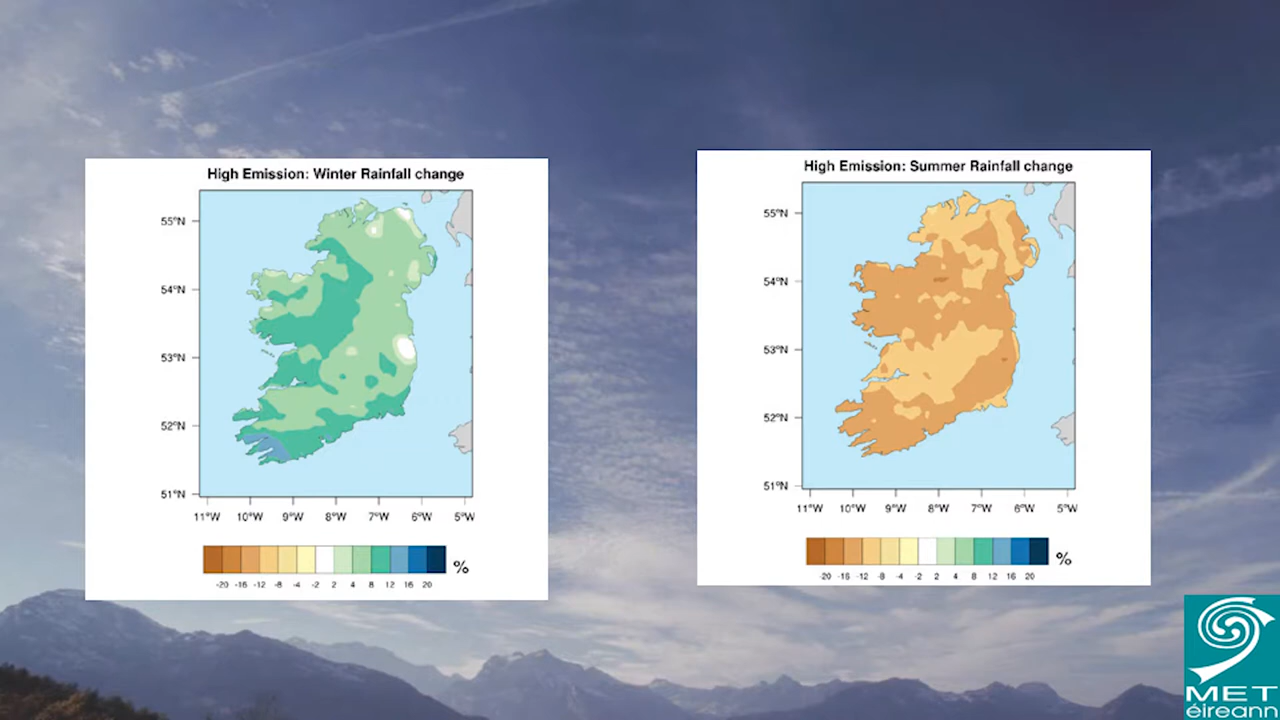 High Emission: Winter Rainfall change
55°N
54°N
53°N
52°N
51°N
11°W 10°W 9°W 8°W 7°W 6°W 5°W
-20 -16 -12 -8 -4 -2 2 4 8 12 16 20 %
High Emission: Summer Rainfall change
55°N
54°N
53°N
52°N
51°N
11°W 10°W 9°W 8°W 7°W 6°W 5°W
-20 -16 -12 -8 -4 -2 2 4 8 12 16 20 %
MET
éireann